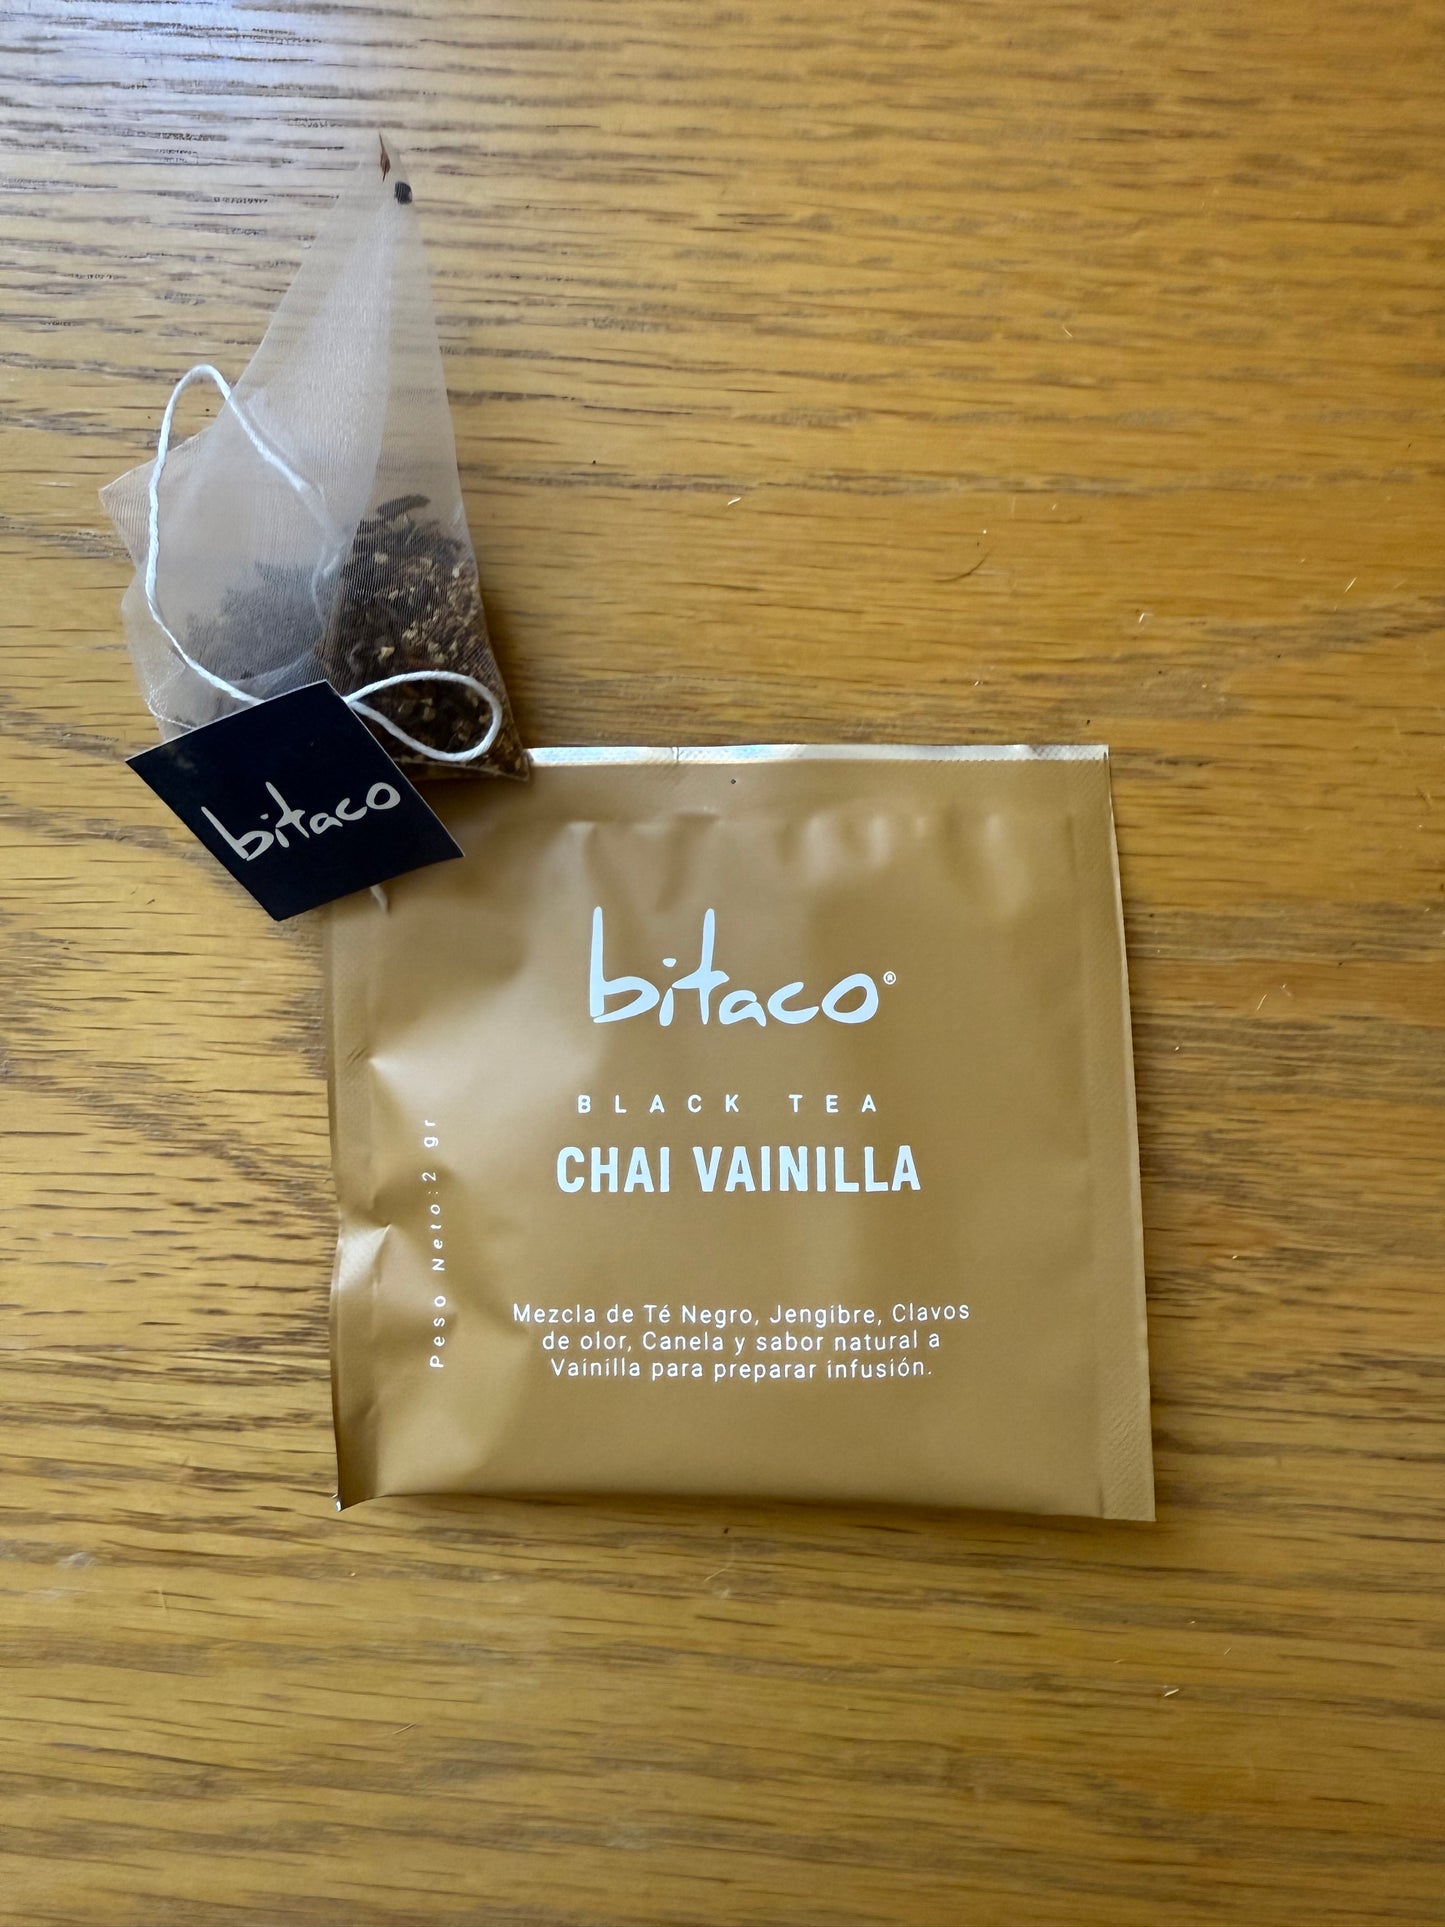 bitaco
bitaco®
BLACK TEA
CHAI VAINILLA
Peso Neto: 2 gr
Mezcla de Té Negro, Jengibre, Clavos
de olor, Canela y sabor natural a
Vainilla para preparar infusión.